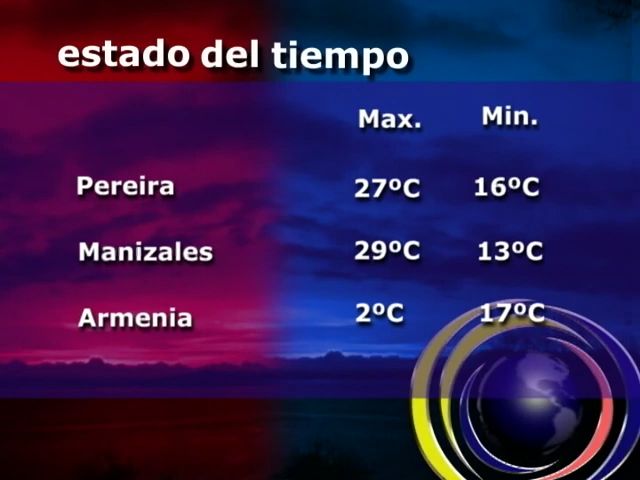 estado del tiempo
Max. Min.
Pereira 27ºC 16ºC
Manizales 29ºC 13ºC
Armenia 2ºC 17ºC